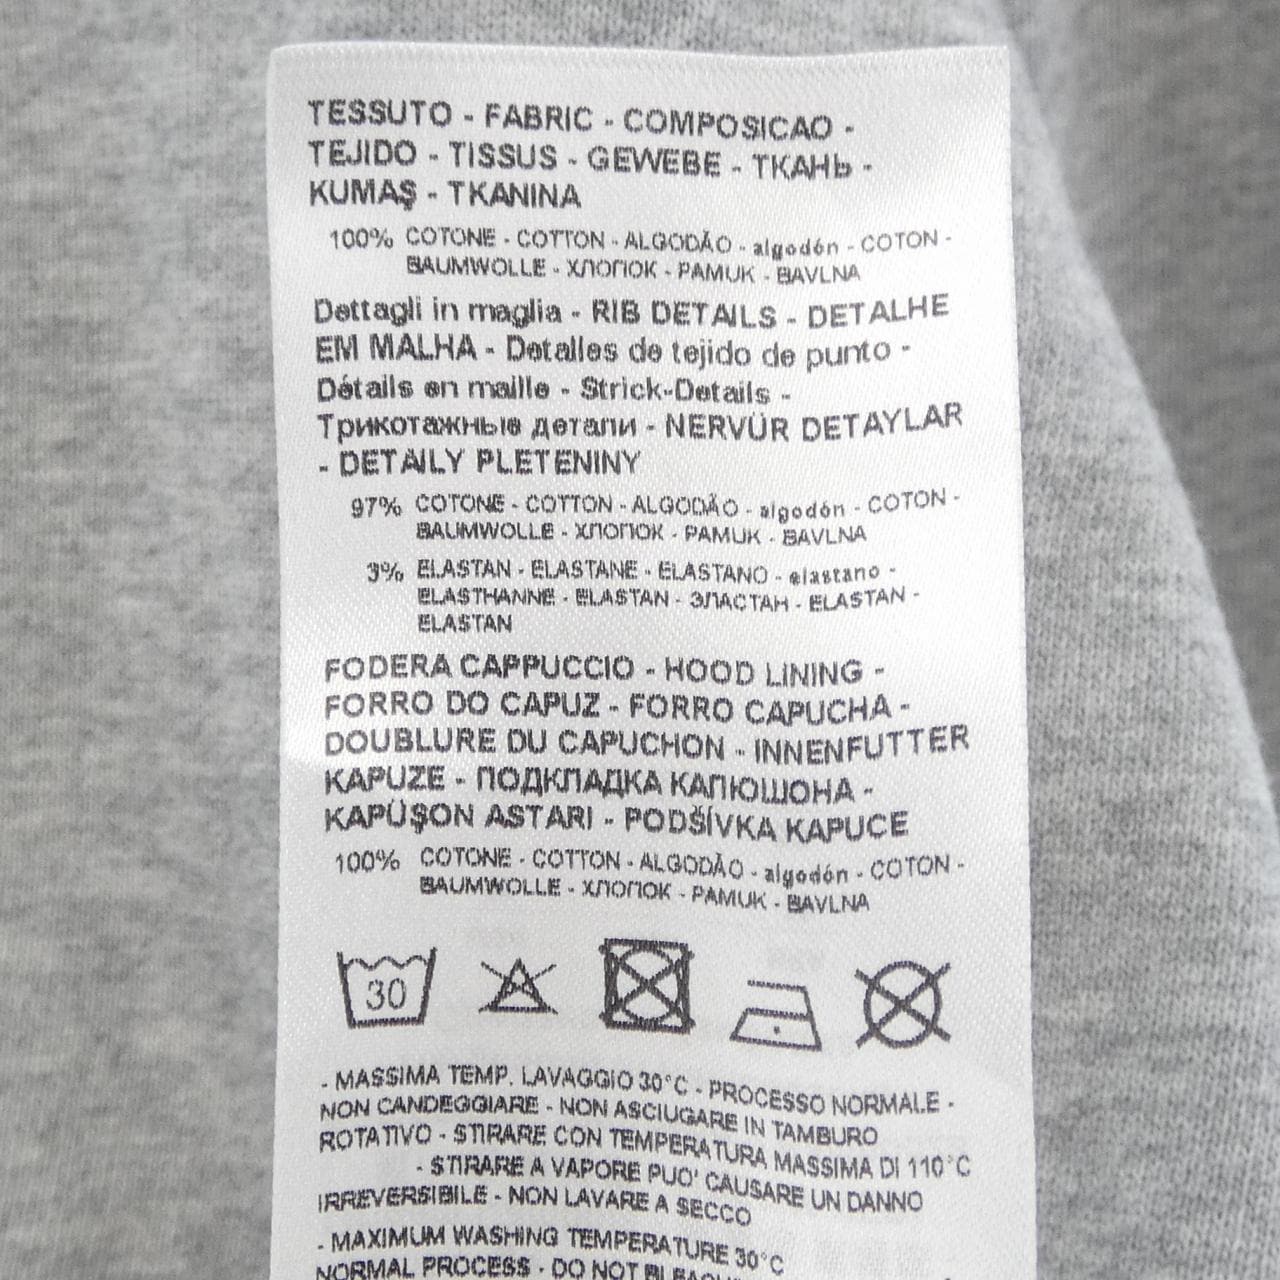 TESSUTO - FABRIC - COMPOSICAO -
TEJIDO - TISSUS - GEWEBE - ТКАНЬ -
KUMAŞ - TKANINA
100% COTONE - COTTON - ALGODÃO - algodón - COTON -
BAUMWOLLE - ХЛОПОК - PAMUK - BAVLNA
Dettagli in maglia - RIB DETAILS - DETALHE
EM MALHA - Detalles de tejido de punto -
Détails en maille - Strick-Details -
Трикотажные детали - NERVÜR DETAYLAR
- DETAILY PLETENINY
97% COTONE - COTTON - ALGODÃO - algodón - COTON -
BAUMWOLLE - ХЛОПОК - PAMUK - BAVLNA
3% ELASTAN - ELASTANE - ELASTANO - elastano -
ELASTHANNE - ELASTAN - ЭЛАСТАН - ELASTAN -
ELASTAN
FODERA CAPPUCCIO - HOOD LINING -
FORRO DO CAPUZ - FORRO CAPUCHA -
DOUBLURE DU CAPUCHON - INNENFUTTER
KAPUZE - ПОДКЛАДКА КАПЮШОНА -
KAPÜŞON ASTARI - PODŠÍVKA KAPUCE
100% COTONE - COTTON - ALGODÃO - algodón - COTON -
BAUMWOLLE - ХЛОПОК - PAMUK - BAVLNA
30
- MASSIMA TEMP. LAVAGGIO 30°C - PROCESSO NORMALE -
NON CANDEGGIARE - NON ASCIUGARE IN TAMBURO
ROTATIVO - STIRARE CON TEMPERATURA MASSIMA DI 110°C
- STIRARE A VAPORE PUO' CAUSARE UN DANNO
IRREVERSIBILE - NON LAVARE A SECCO
- MAXIMUM WASHING TEMPERATURE 30°C
NORMAL PROCESS - DO NOT BLEACH